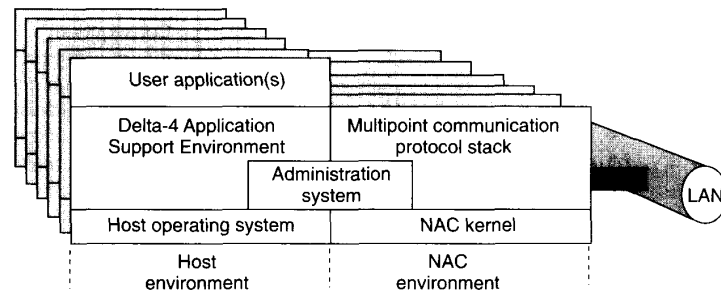 User application(s)
Delta-4 Application
Support Environment
Multipoint communication
protocol stack
Administration
system
LAN
Host operating system
NAC kernel
Host
environment
NAC
environment